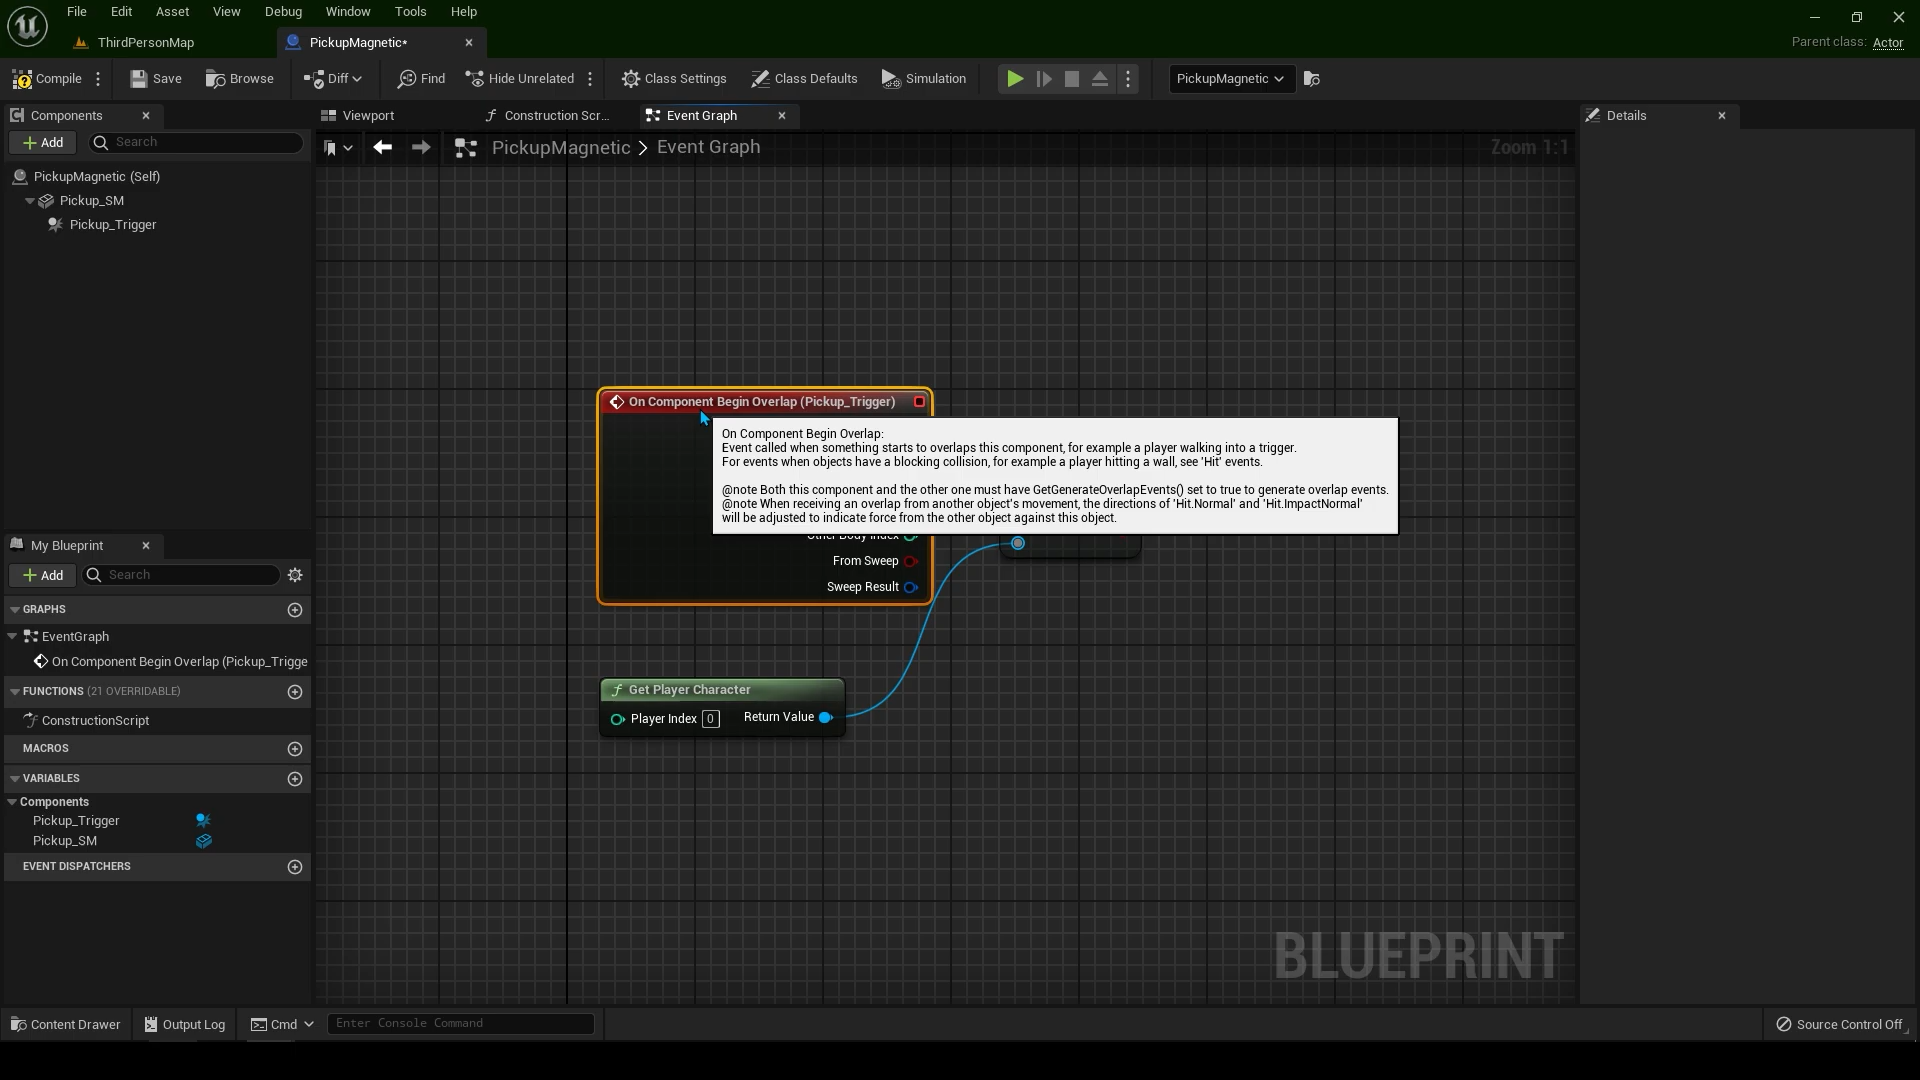 File Edit Asset View Debug Window Tools Help
ThirdPersonMap
PickupMagnetic*
Parent class: Actor
Compile
Save
Browse
Diff
Find
Hide Unrelated
Class Settings
Class Defaults
Simulation
PickupMagnetic
Components
Add
Search
PickupMagnetic (Self)
Pickup_SM
Pickup_Trigger
Viewport
Construction Scr...
Event Graph
PickupMagnetic > Event Graph
Zoom 1:1
Details
On Component Begin Overlap (Pickup_Trigger)
On Component Begin Overlap:
Event called when something starts to overlaps this component, for example a player walking into a trigger.
For events when objects have a blocking collision, for example a player hitting a wall, see 'Hit' events.
@note Both this component and the other one must have GetGenerateOverlapEvents() set to true to generate overlap events.
@note When receiving an overlap from another object's movement, the directions of 'Hit.Normal' and 'Hit.ImpactNormal'
will be adjusted to indicate force from the other object against this object.
Other Body Index
From Sweep
Sweep Result
Get Player Character
Player Index 0
Return Value
My Blueprint
Add
Search
GRAPHS
EventGraph
On Component Begin Overlap (Pickup_Trigge
FUNCTIONS (21 OVERRIDABLE)
ConstructionScript
MACROS
VARIABLES
Components
Pickup_Trigger
Pickup_SM
EVENT DISPATCHERS
BLUEPRINT
Content Drawer
Output Log
Cmd
Enter Console Command
Source Control Off